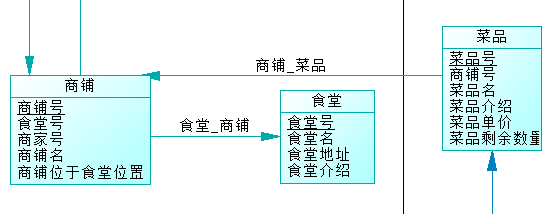 菜品
菜品号
商铺号
菜品名
菜品介绍
菜品单价
菜品剩余数量
商铺_菜品
商铺
商铺号
食堂号
商家号
商铺名
商铺位于食堂位置
食堂_商铺
食堂
食堂号
食堂名
食堂地址
食堂介绍